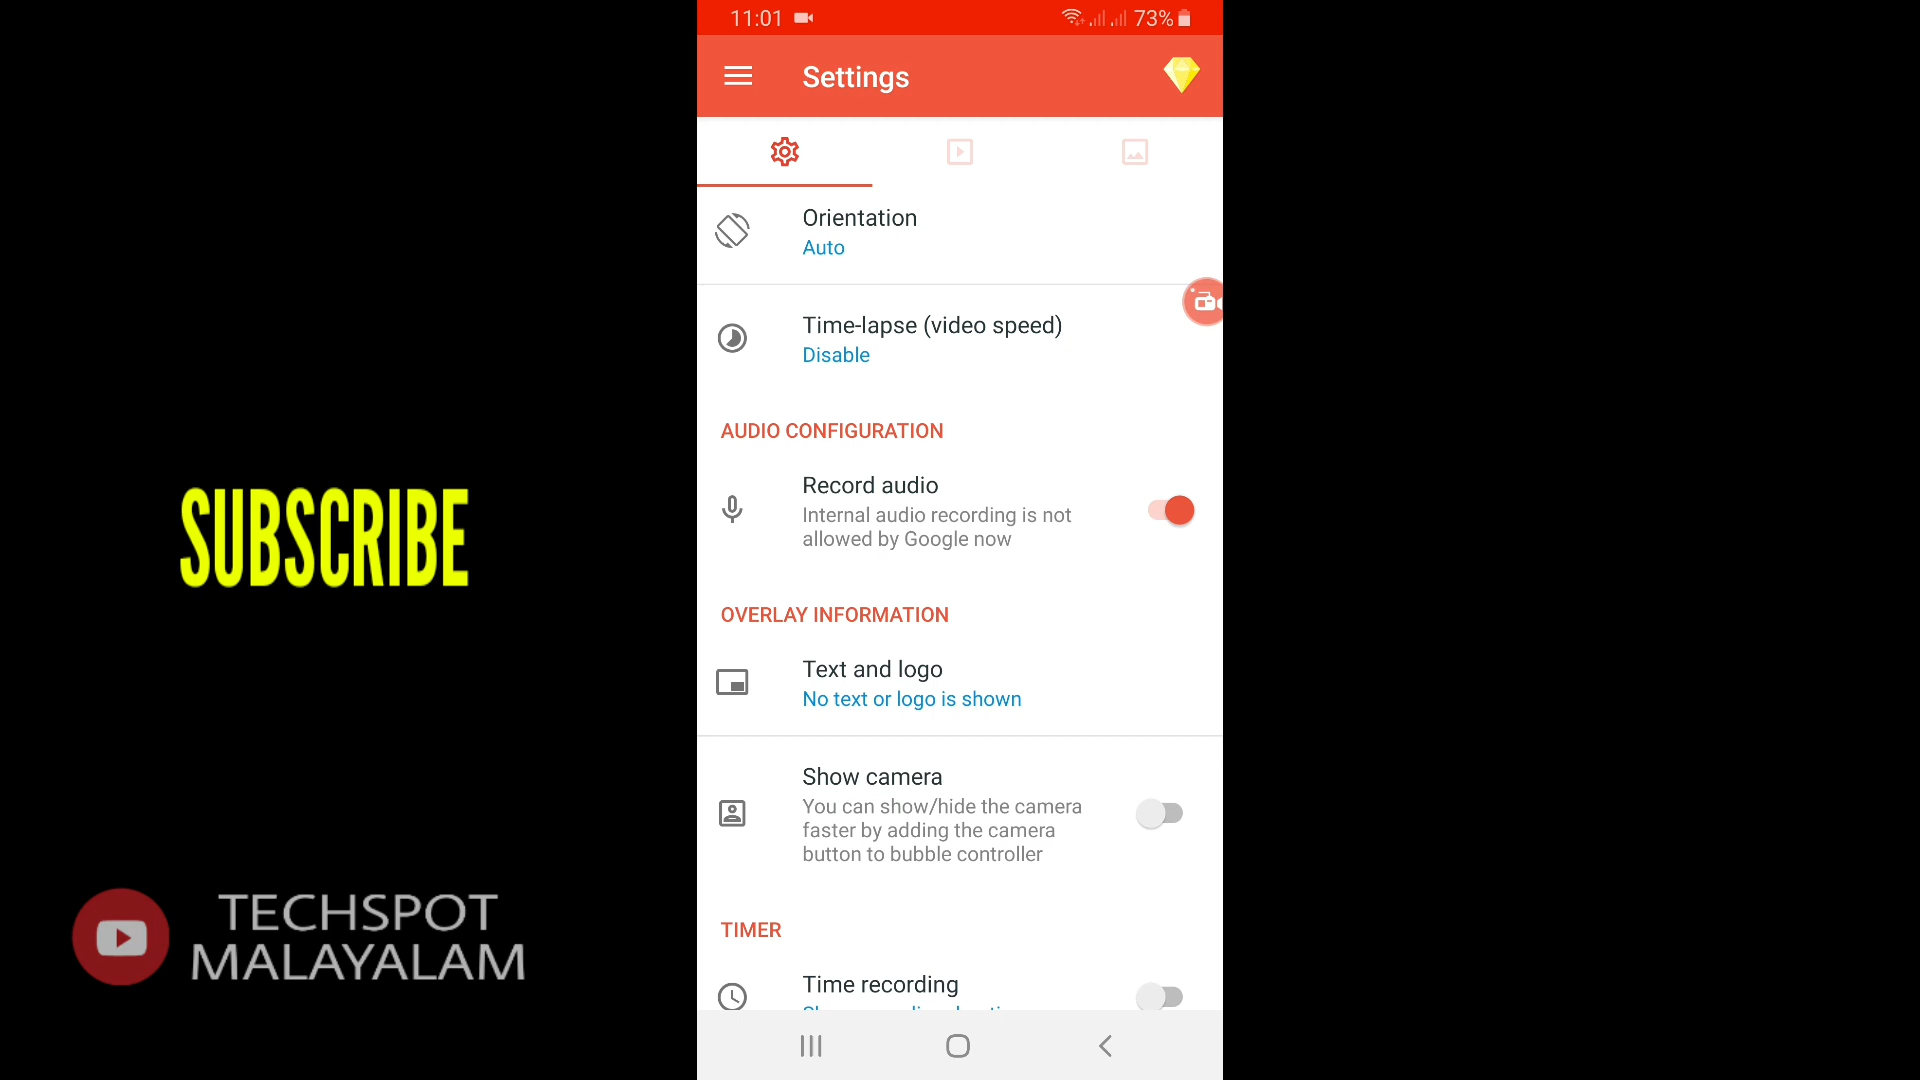 11:01
73%
Settings
Orientation
Auto
Time-lapse (video speed)
Disable
AUDIO CONFIGURATION
Record audio
Internal audio recording is not
allowed by Google now
OVERLAY INFORMATION
Text and logo
No text or logo is shown
Show camera
You can show/hide the camera
faster by adding the camera
button to bubble controller
TIMER
Time recording
SUBSCRIBE
TECHSPOT
MALAYALAM